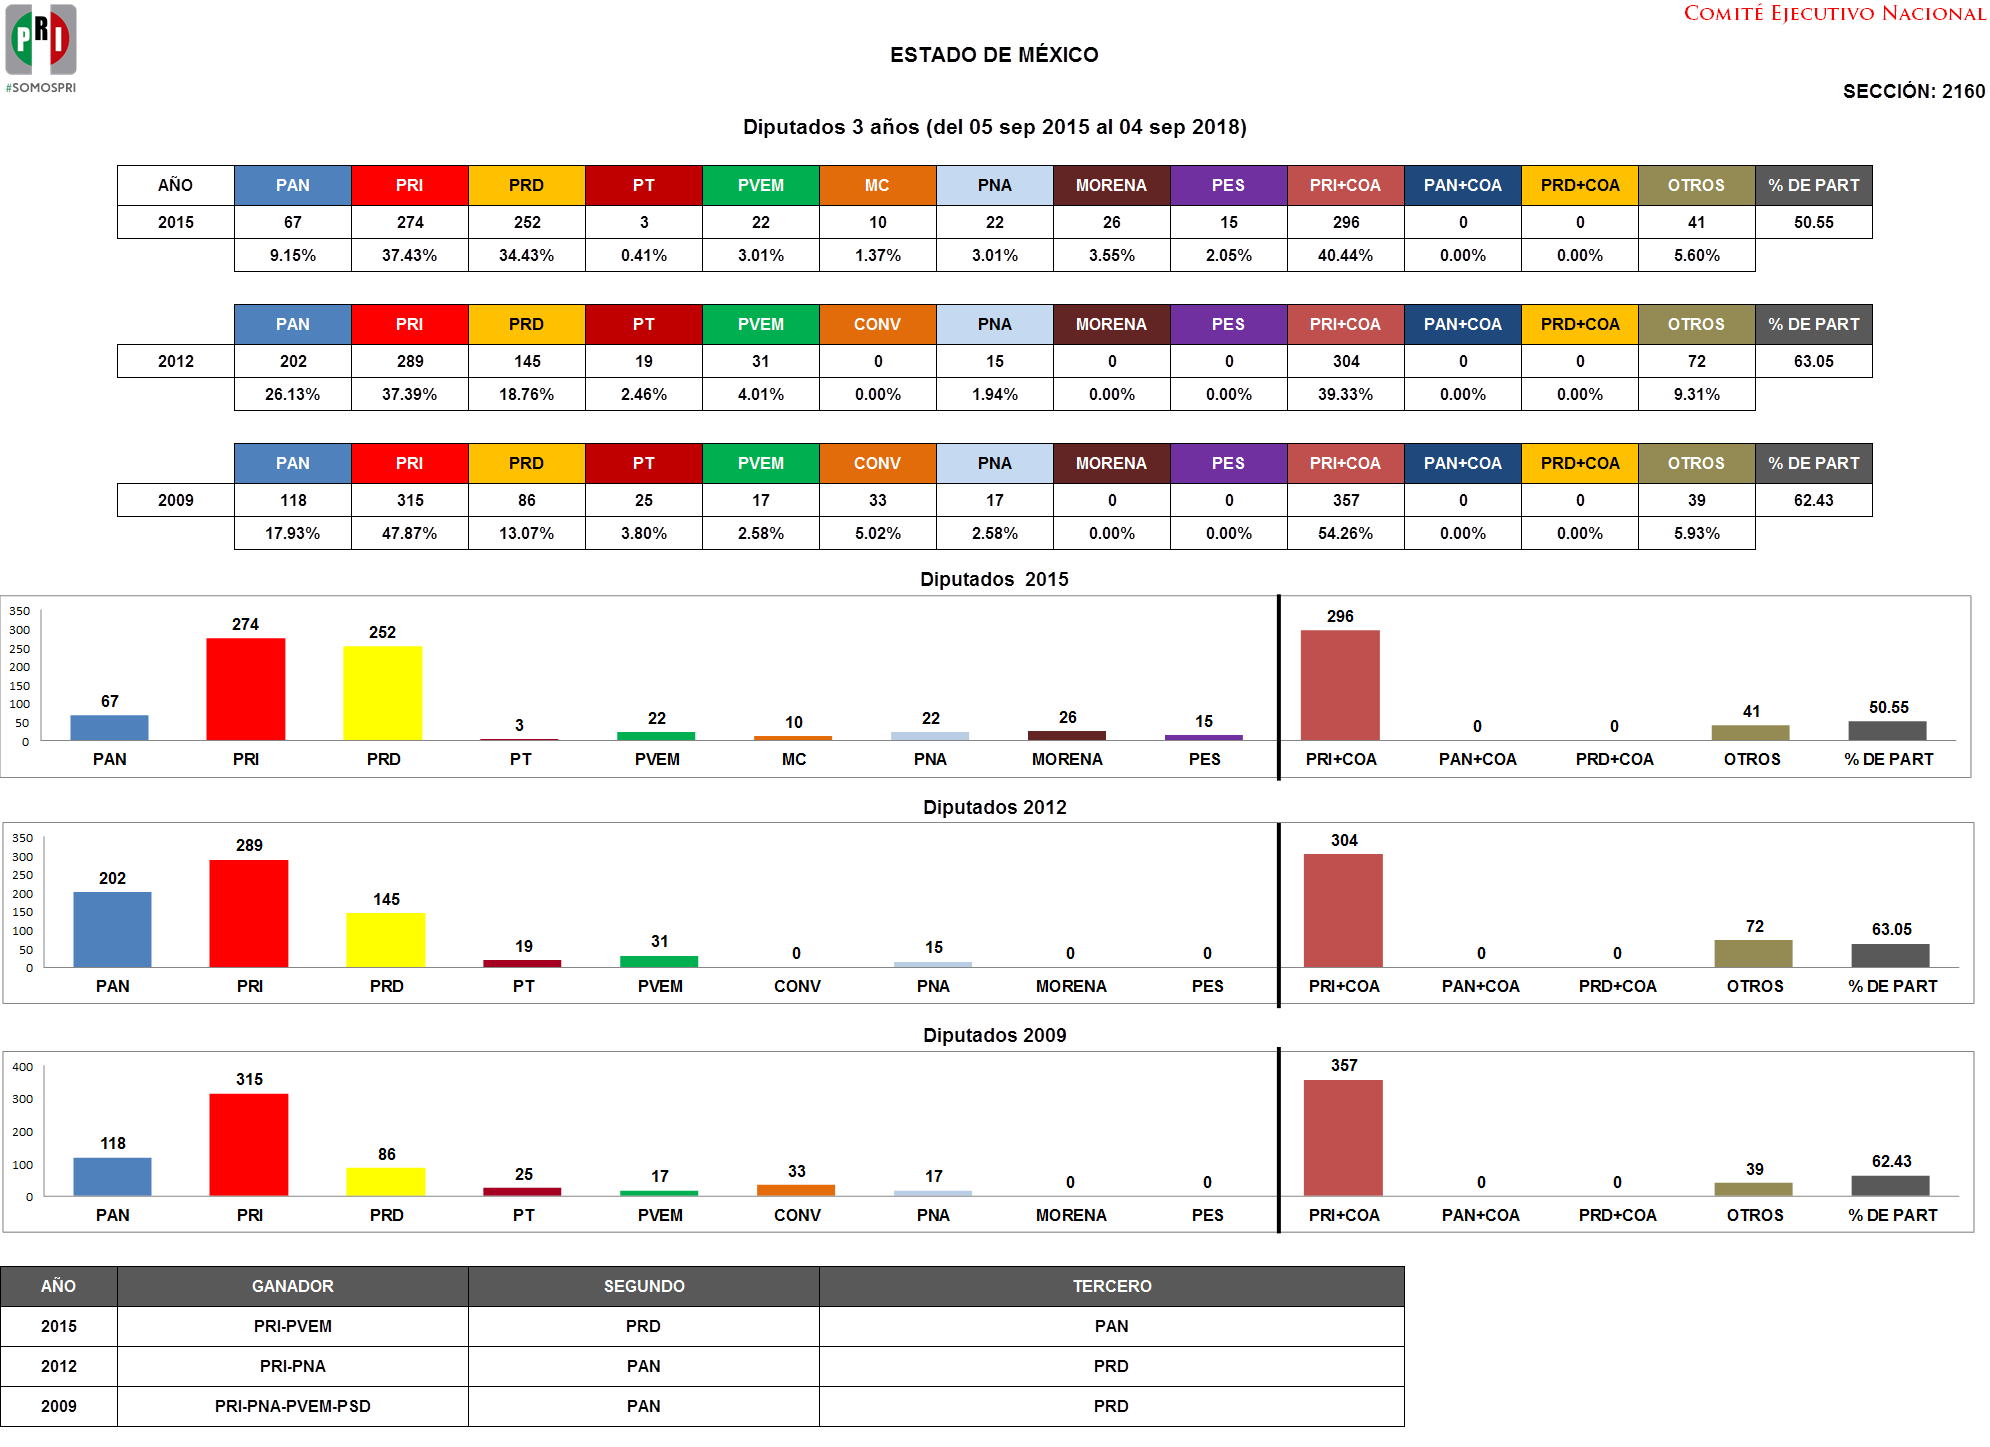 PRI
#SOMOSPRI
COMITÉ EJECUTIVO NACIONAL
ESTADO DE MÉXICO
SECCIÓN: 2160
Diputados 3 años (del 05 sep 2015 al 04 sep 2018)
AÑO PAN PRI PRD PT PVEM MC PNA MORENA PES PRI+COA PAN+COA PRD+COA OTROS % DE PART
2015 67 274 252 3 22 10 22 26 15 296 0 0 41 50.55
9.15% 37.43% 34.43% 0.41% 3.01% 1.37% 3.01% 3.55% 2.05% 40.44% 0.00% 0.00% 5.60%
PAN PRI PRD PT PVEM CONV PNA MORENA PES PRI+COA PAN+COA PRD+COA OTROS % DE PART
2012 202 289 145 19 31 0 15 0 0 304 0 0 72 63.05
26.13% 37.39% 18.76% 2.46% 4.01% 0.00% 1.94% 0.00% 0.00% 39.33% 0.00% 0.00% 9.31%
PAN PRI PRD PT PVEM CONV PNA MORENA PES PRI+COA PAN+COA PRD+COA OTROS % DE PART
2009 118 315 86 25 17 33 17 0 0 357 0 0 39 62.43
17.93% 47.87% 13.07% 3.80% 2.58% 5.02% 2.58% 0.00% 0.00% 54.26% 0.00% 0.00% 5.93%
Diputados 2015
350
300
250
200
150
100
50
0
67 274 252 3 22 10 22 26 15 296 0 0 41 50.55
PAN PRI PRD PT PVEM MC PNA MORENA PES PRI+COA PAN+COA PRD+COA OTROS % DE PART
Diputados 2012
350
300
250
200
150
100
50
0
202 289 145 19 31 0 15 0 0 304 0 0 72 63.05
PAN PRI PRD PT PVEM CONV PNA MORENA PES PRI+COA PAN+COA PRD+COA OTROS % DE PART
Diputados 2009
400
300
200
100
0
118 315 86 25 17 33 17 0 0 357 0 0 39 62.43
PAN PRI PRD PT PVEM CONV PNA MORENA PES PRI+COA PAN+COA PRD+COA OTROS % DE PART
AÑO GANADOR SEGUNDO TERCERO
2015 PRI-PVEM PRD PAN
2012 PRI-PNA PAN PRD
2009 PRI-PNA-PVEM-PSD PAN PRD